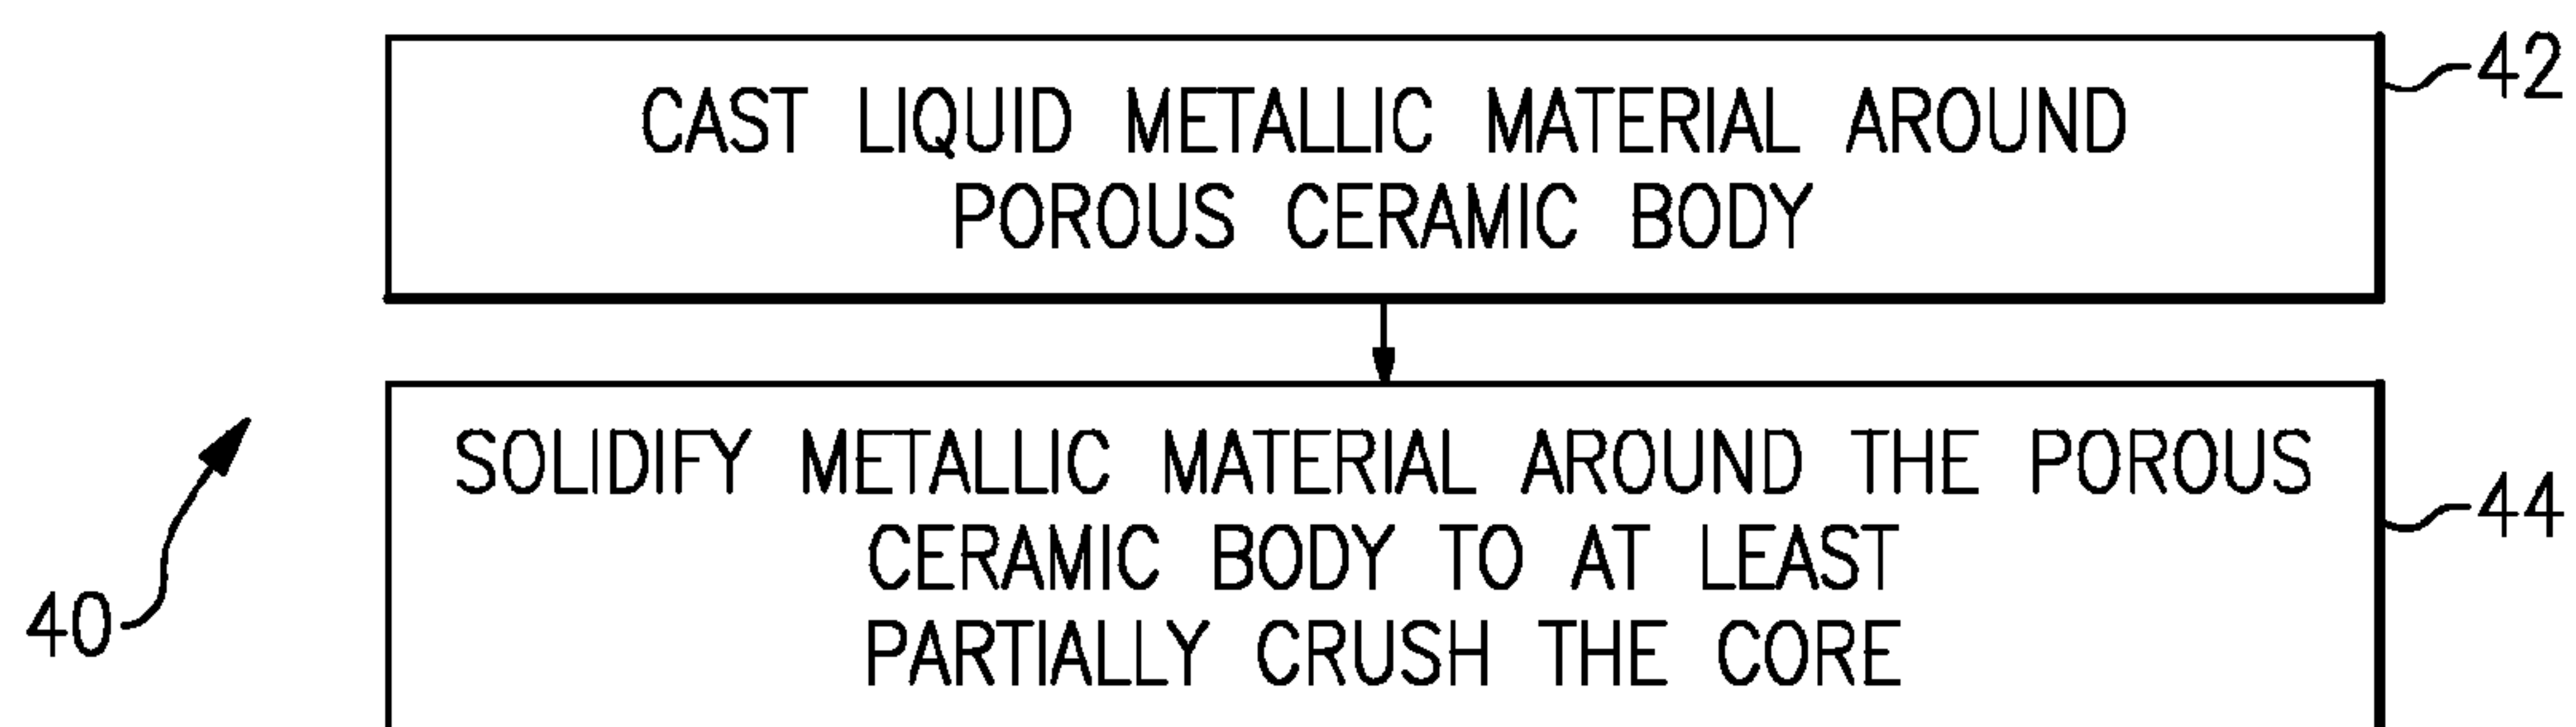 CAST LIQUID METALLIC MATERIAL AROUND
POROUS CERAMIC BODY
42
SOLIDIFY METALLIC MATERIAL AROUND THE POROUS
CERAMIC BODY TO AT LEAST
PARTIALLY CRUSH THE CORE
44
40